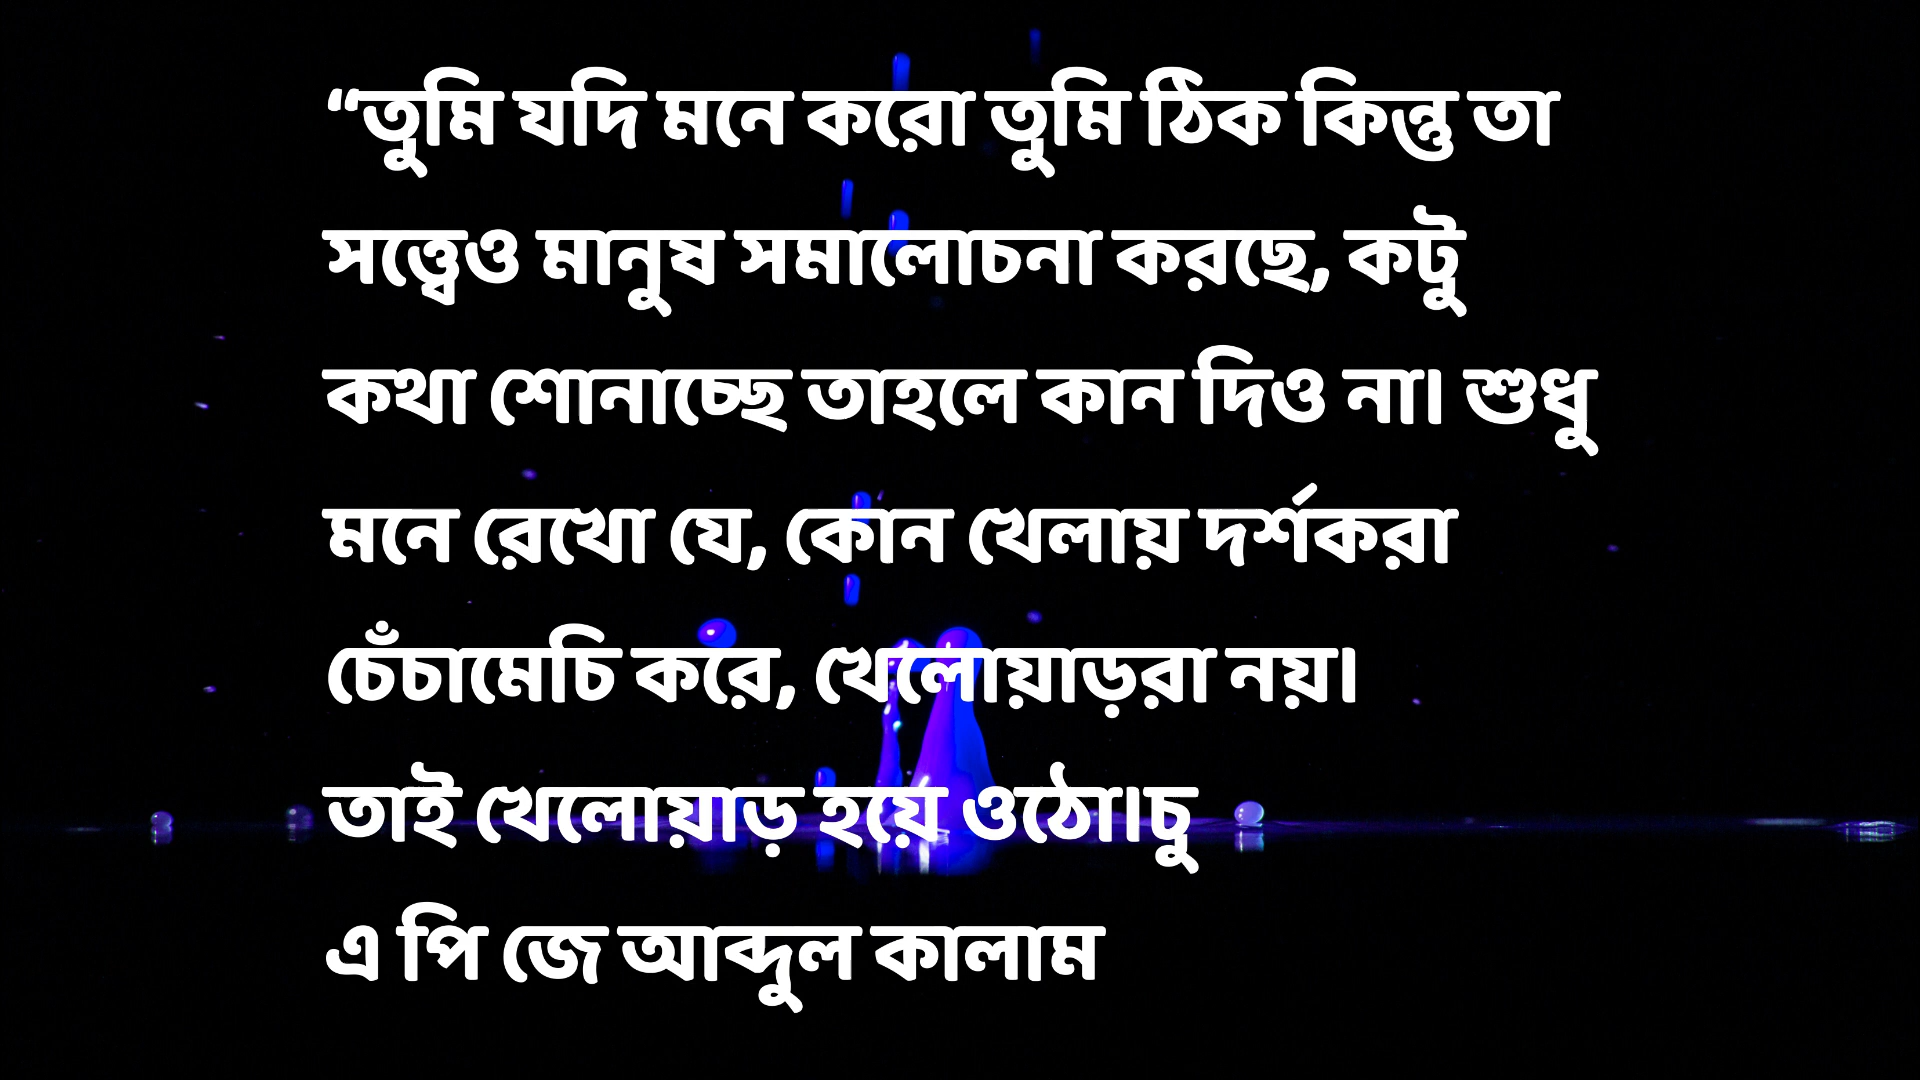 “তুমি যদি মনে করো তুমি ঠিক কিন্তু তা
সত্ত্বেও মানুষ সমালোচনা করছে, কটু
কথা শোনাচ্ছে তাহলে কান দিও না। শুধু
মনে রেখো যে, কোন খেলায় দর্শকরা
চেঁচামেচি করে, খেলোয়াড়রা নয়।
তাই খেলোয়াড় হয়ে ওঠো।চু
এ পি জে আব্দুল কালাম